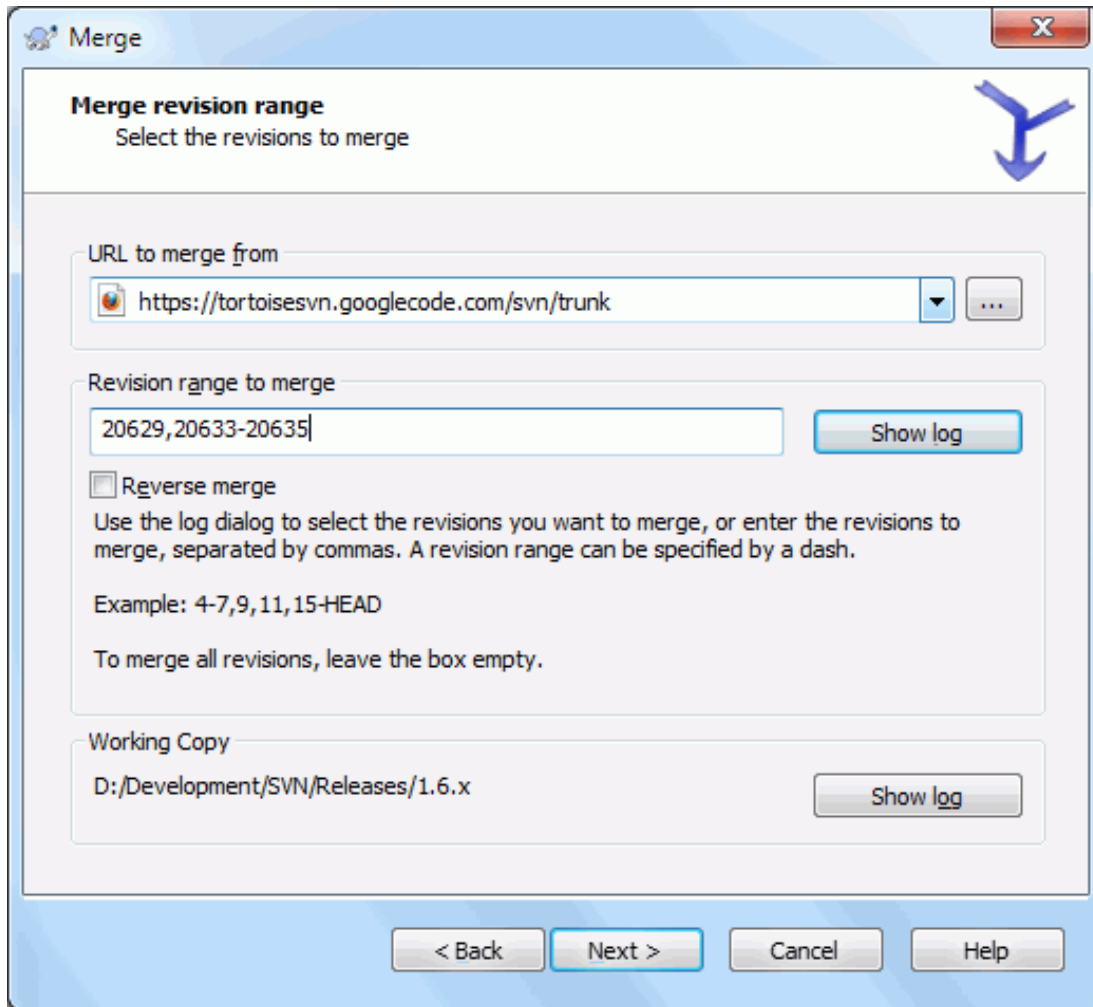 Merge
Merge revision range
Select the revisions to merge
URL to merge from
https://tortoisesvn.googlecode.com/svn/trunk
...
Revision range to merge
20629,20633-20635
Show log
Reverse merge
Use the log dialog to select the revisions you want to merge, or enter the revisions to
merge, separated by commas. A revision range can be specified by a dash.
Example: 4-7,9,11,15-HEAD
To merge all revisions, leave the box empty.
Working Copy
D:/Development/SVN/Releases/1.6.x
Show log
< Back
Next >
Cancel
Help